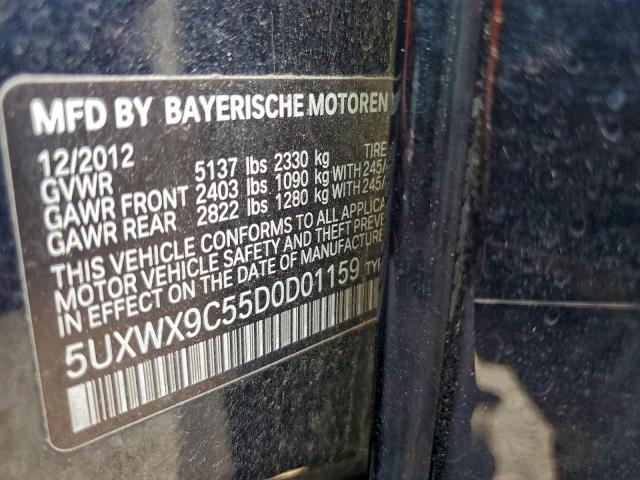 MFD BY BAYERISCHE MOTOREN
12/2012
GVWR 5137 lbs 2330 kg TIRE
GAWR FRONT 2403 lbs 1090 kg WITH 245/
GAWR REAR 2822 lbs 1280 kg WITH 245/
THIS VEHICLE CONFORMS TO ALL APPLICA
MOTOR VEHICLE SAFETY AND THEFT PREVE
IN EFFECT ON THE DATE OF MANUFACTURE
5UXWX9C55D0D01159 TY